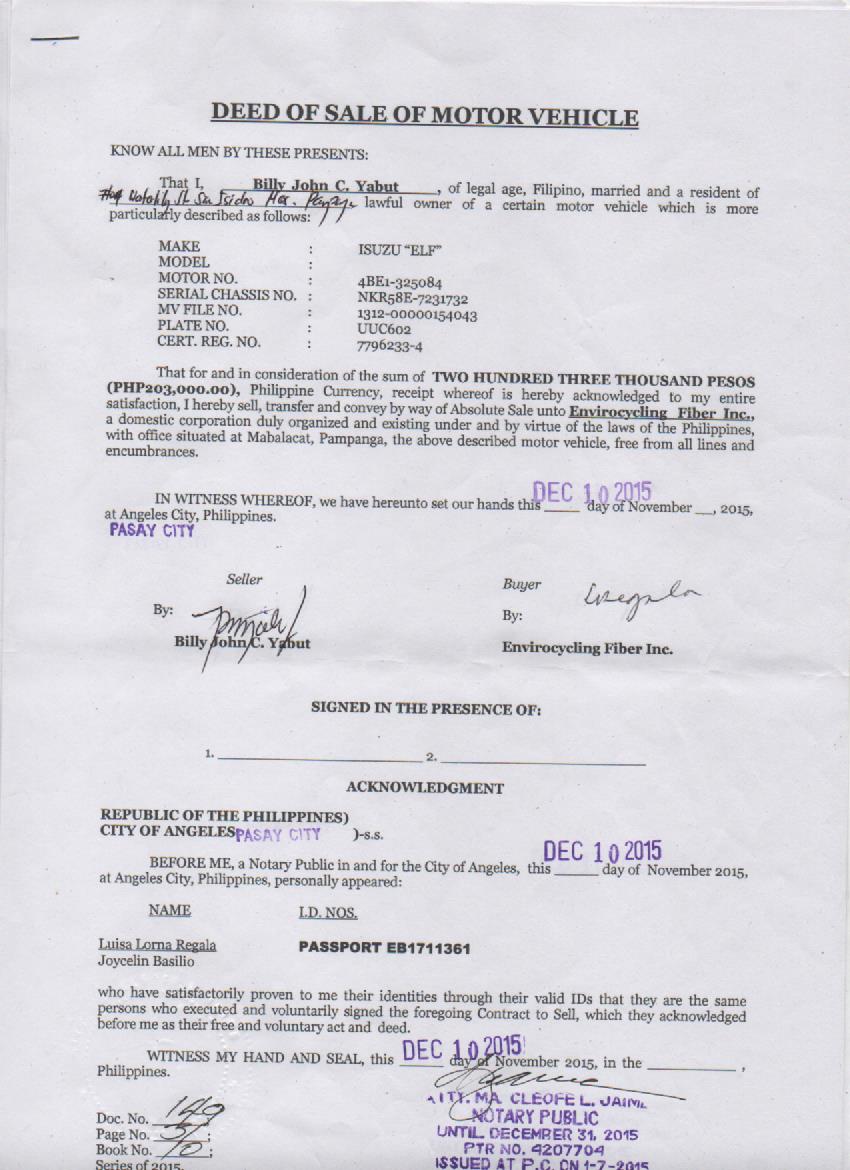 DEED OF SALE OF MOTOR VEHICLE
KNOW ALL MEN BY THESE PRESENTS:
That I, Billy John C. Yabut, of legal age, Filipino, married and a resident of
San Isidro lawful owner of a certain motor vehicle which is more
particularly described as follows:
MAKE : ISUZU "ELF"
MODEL :
MOTOR NO. : 4BE1-325084
SERIAL CHASSIS NO. : NKR58E-7231732
MV FILE NO. : 1312-00000154043
PLATE NO. : UUC602
CERT. REG. NO. : 7796233-4
That for and in consideration of the sum of TWO HUNDRED THREE THOUSAND PESOS
(PHP203,000.00), Philippine Currency, receipt whereof is hereby acknowledged to my entire
satisfaction, I hereby sell, transfer and convey by way of Absolute Sale unto Envirocycling Fiber Inc.,
a domestic corporation duly organized and existing under and by virtue of the laws of the Philippines,
with office situated at Mabalacat, Pampanga, the above described motor vehicle, free from all lines and
encumbrances.
DEC 10 2015
IN WITNESS WHEREOF, we have hereunto set our hands this _____ day of November __, 2015,
at Angeles City, Philippines.
PASAY CITY
Seller Buyer
By: By:
Billy John C. Yabut Envirocycling Fiber Inc.
SIGNED IN THE PRESENCE OF:
1. ____________________ 2. ____________________
ACKNOWLEDGMENT
REPUBLIC OF THE PHILIPPINES)
CITY OF ANGELES PASAY CITY )-s.s.
DEC 10 2015
BEFORE ME, a Notary Public in and for the City of Angeles, this ______ day of November 2015,
at Angeles City, Philippines, personally appeared:
NAME I.D. NOS.
Luisa Lorna Regala PASSPORT EB1711361
Joycelin Basilio
who have satisfactorily proven to me their identities through their valid IDs that they are the same
persons who executed and voluntarily signed the foregoing Contract to Sell, which they acknowledged
before me as their free and voluntary act and deed.
DEC 10 2015
WITNESS MY HAND AND SEAL, this ______ day of November 2015, in the ____________ ,
Philippines.
ATTY. MA. CLEOFE L. JAIME
Doc. No. 149 NOTARY PUBLIC
Page No. 31; UNTIL DECEMBER 31, 2015
Book No. 10; PTR NO. 4207704
Series of 2015. ISSUED AT P.C. ON 1-7-2015